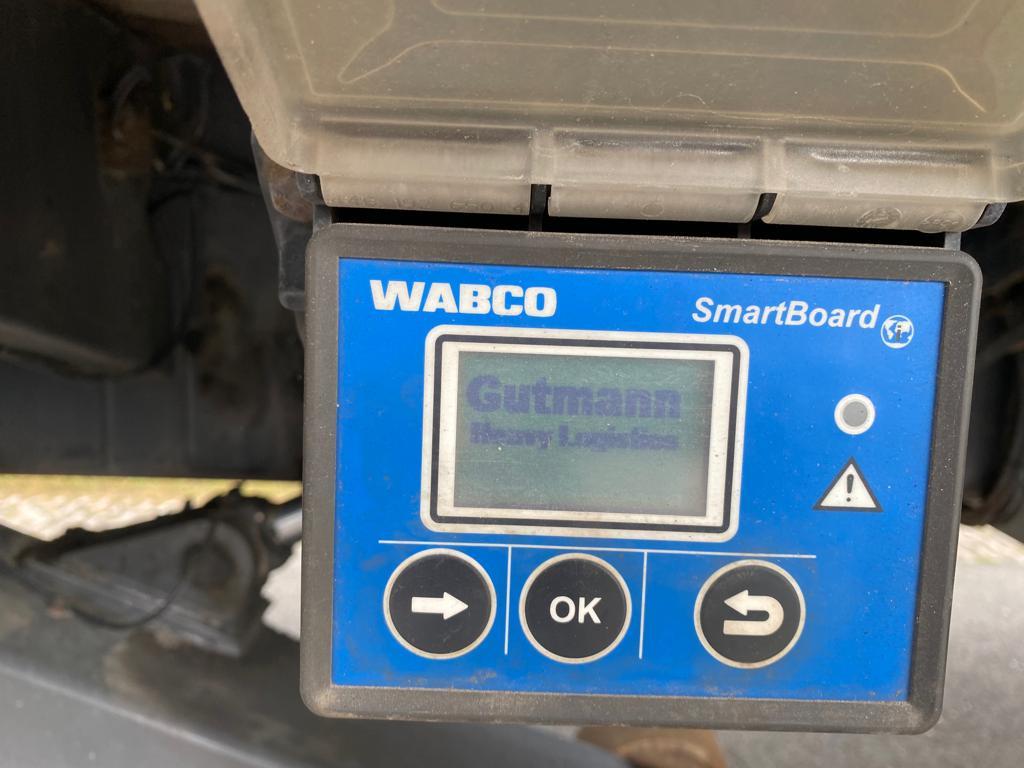 WABCO
SmartBoard
Gutmann
Heavy Logistics
OK